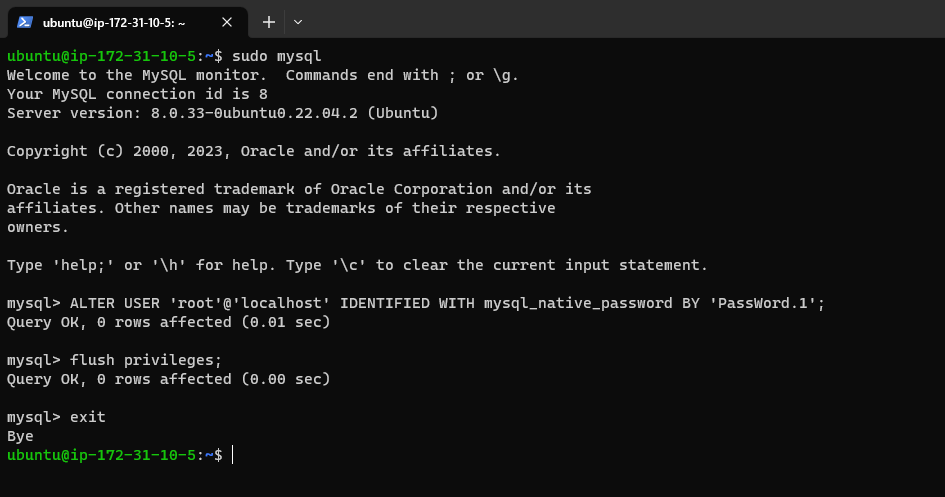 ubuntu@ip-172-31-10-5: ~
ubuntu@ip-172-31-10-5:~$ sudo mysql
Welcome to the MySQL monitor.  Commands end with ; or \g.
Your MySQL connection id is 8
Server version: 8.0.33-0ubuntu0.22.04.2 (Ubuntu)
Copyright (c) 2000, 2023, Oracle and/or its affiliates.
Oracle is a registered trademark of Oracle Corporation and/or its
affiliates. Other names may be trademarks of their respective
owners.
Type 'help;' or '\h' for help. Type '\c' to clear the current input statement.
mysql> ALTER USER 'root'@'localhost' IDENTIFIED WITH mysql_native_password BY 'PassWord.1';
Query OK, 0 rows affected (0.01 sec)
mysql> flush privileges;
Query OK, 0 rows affected (0.00 sec)
mysql> exit
Bye
ubuntu@ip-172-31-10-5:~$